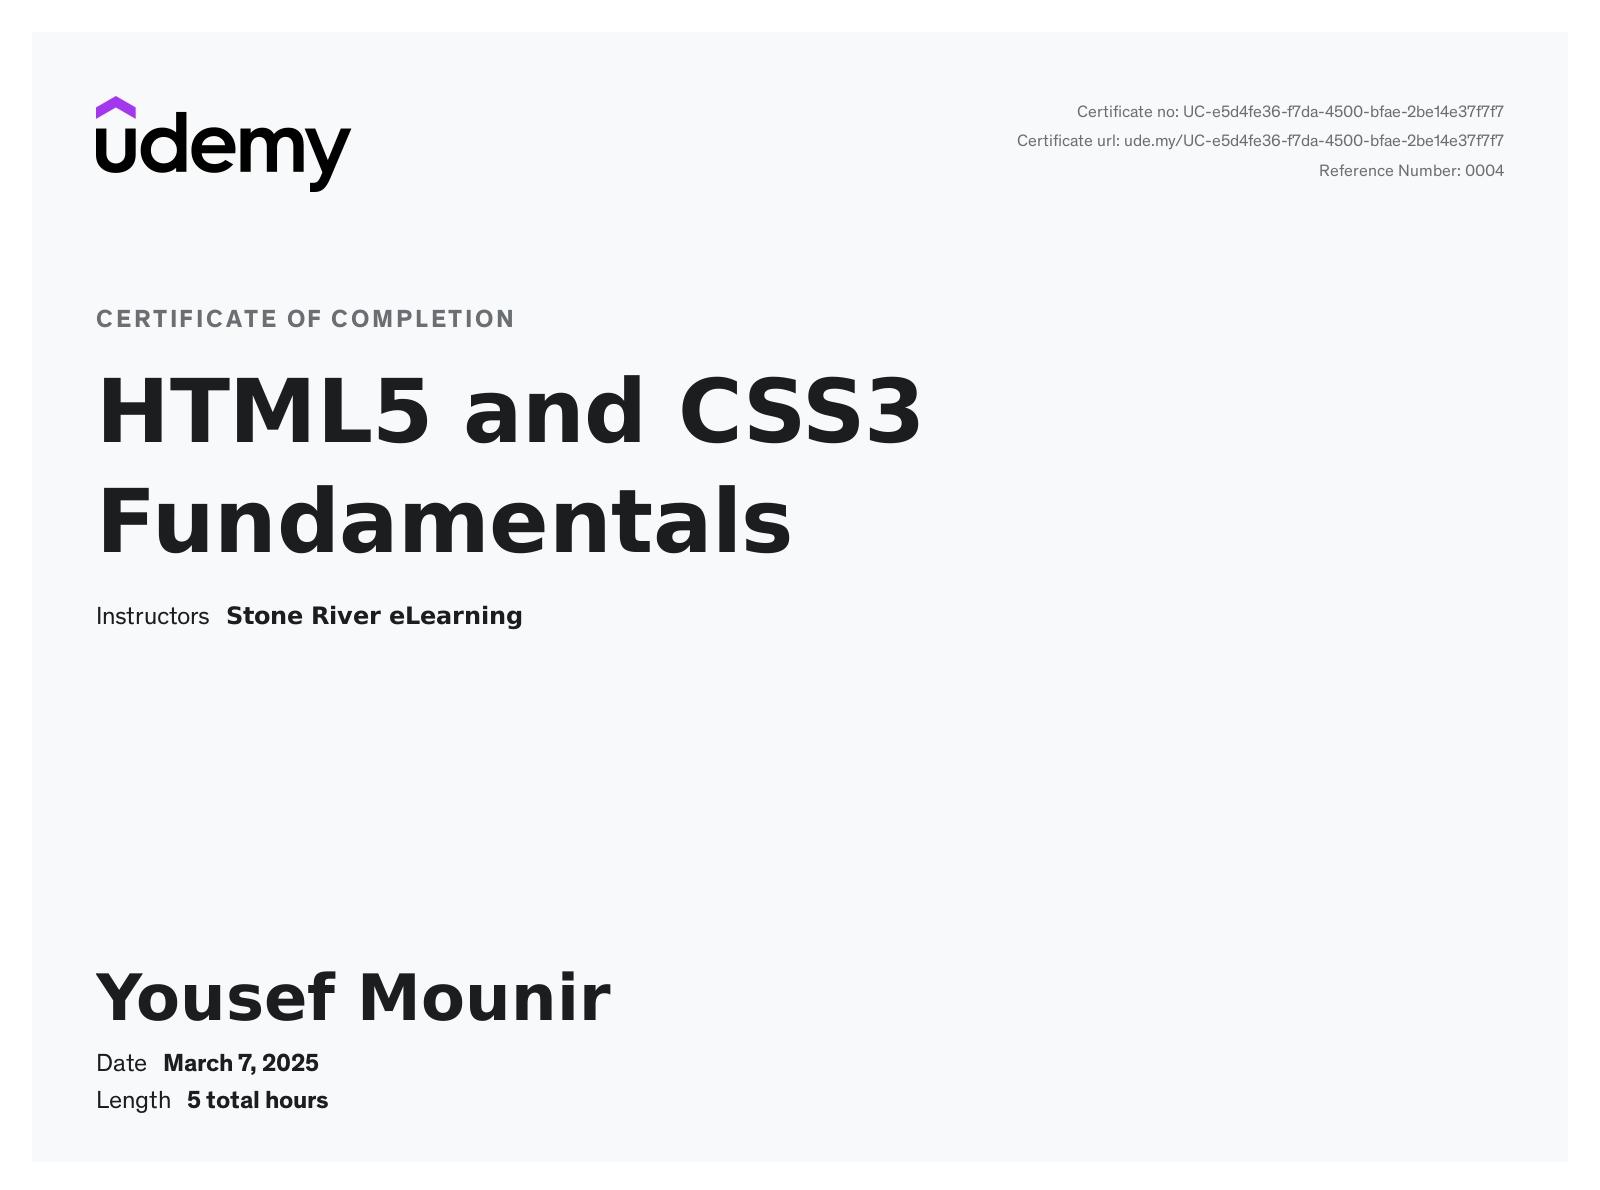 udemy
Certificate no: UC-e5d4fe36-f7da-4500-bfae-2be14e37f7f7
Certificate url: ude.my/UC-e5d4fe36-f7da-4500-bfae-2be14e37f7f7
Reference Number: 0004
CERTIFICATE OF COMPLETION
HTML5 and CSS3
Fundamentals
Instructors Stone River eLearning
Yousef Mounir
Date March 7, 2025
Length 5 total hours